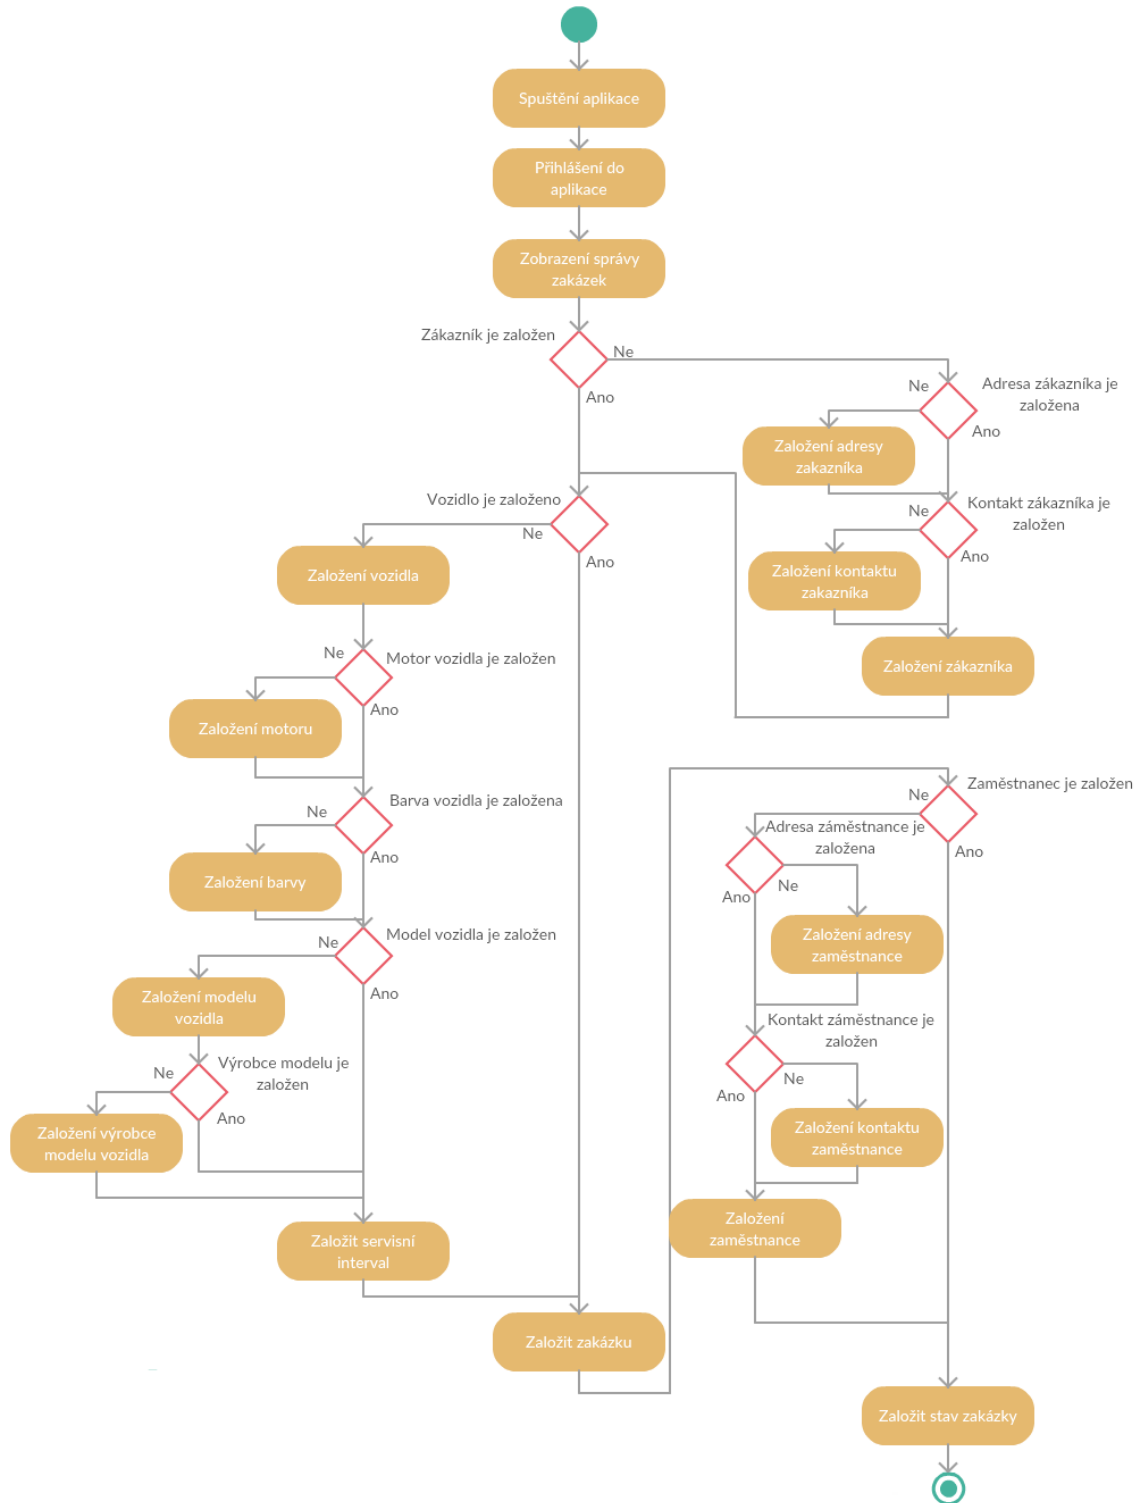 Spuštění aplikace
Přihlášení do
aplikace
Zobrazení správy
zakázek
Zákazník je založen
Ne
Ano
Ne
Adresa zákazníka je
založena
Ano
Založení adresy
zakazníka
Ne
Kontakt zákazníka je
založen
Ano
Založení kontaktu
zakazníka
Založení zákazníka
Vozidlo je založeno
Ne
Ano
Založení vozidla
Ne
Motor vozidla je založen
Ano
Založení motoru
Barva vozidla je založena
Ne
Ano
Založení barvy
Ne
Model vozidla je založen
Ano
Založení modelu
vozidla
Ne
Výrobce modelu je
založen
Ano
Založení výrobce
modelu vozidla
Založit servisní
interval
Založit zakázku
Zaměstnanec je založen
Ne
Ano
Adresa záměstnance je
založena
Ne
Ano
Založení adresy
zaměstnance
Kontakt záměstnance je
založen
Ne
Ano
Založení kontaktu
zaměstnance
Založení
zaměstnance
Založit stav zakázky